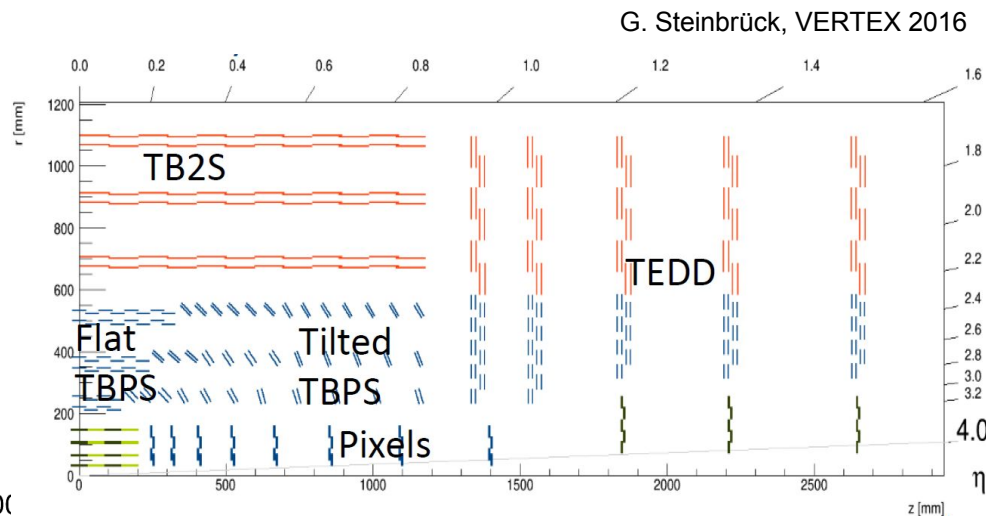 G. Steinbrück, VERTEX 2016
0.0 0.2 0.4 0.6 0.8 1.0 1.2 1.4 1.6
r [mm]
1200
1000
800
600
400
200
0
TB2S
TEDD
Flat
Tilted
TBPS
TBPS
Pixels
1.8
2.0
2.2
2.4
2.6
2.8
3.0
3.2
4.0
η
0 500 1000 1500 2000 2500
z [mm]